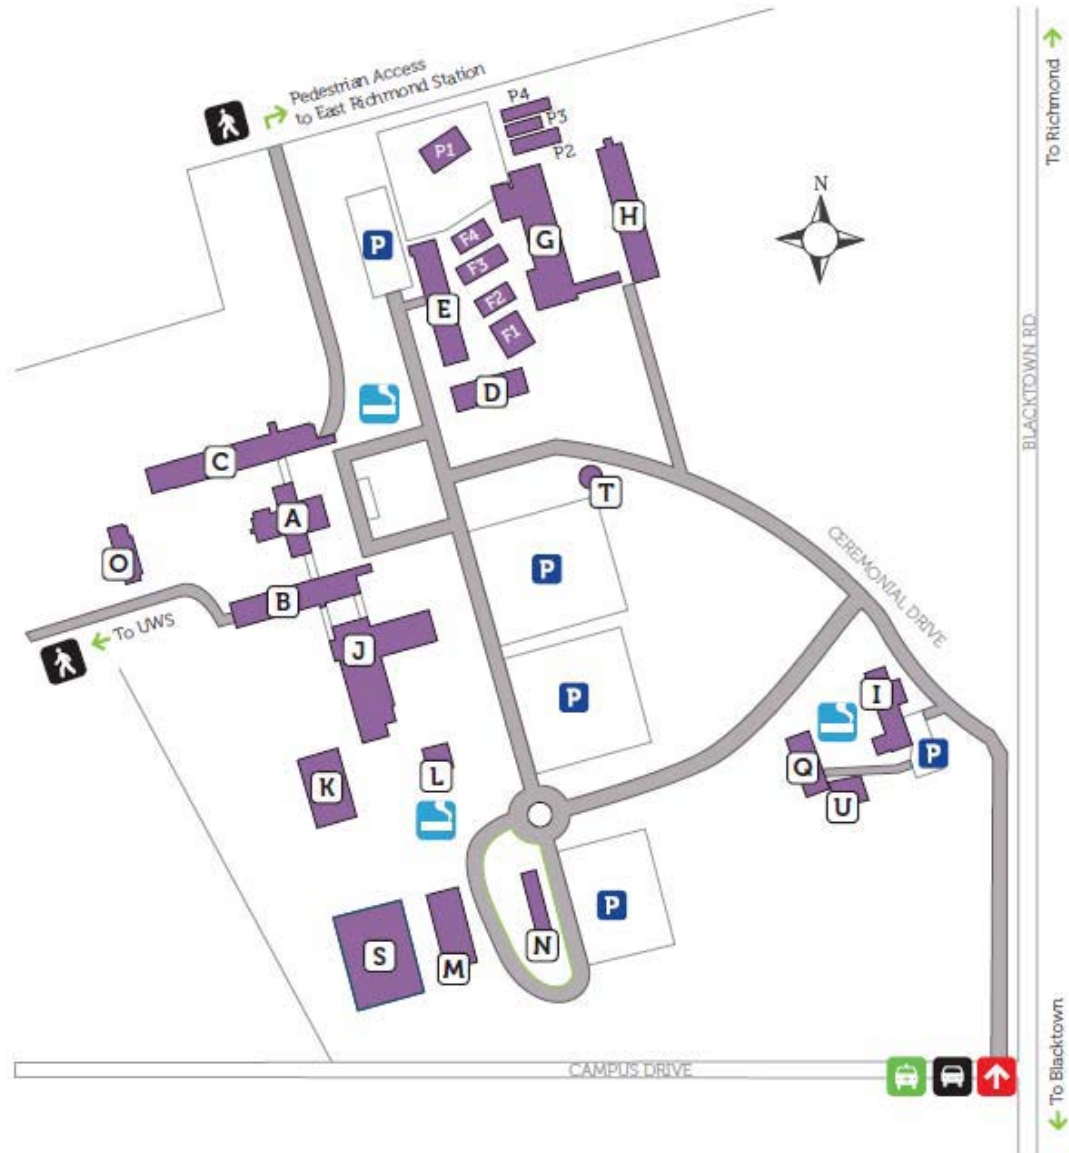 To Richmond
Pedestrian Access
to East Richmond Station
P4
P3
P2
P1
N
H
P
G
F4
F3
E
F2
F1
D
C
T
A
P
O
B
To UWS
J
BLACKTOWN RD
CEREMONIAL DRIVE
P
I
P
Q
L
K
U
P
N
S
M
CAMPUS DRIVE
To Blacktown